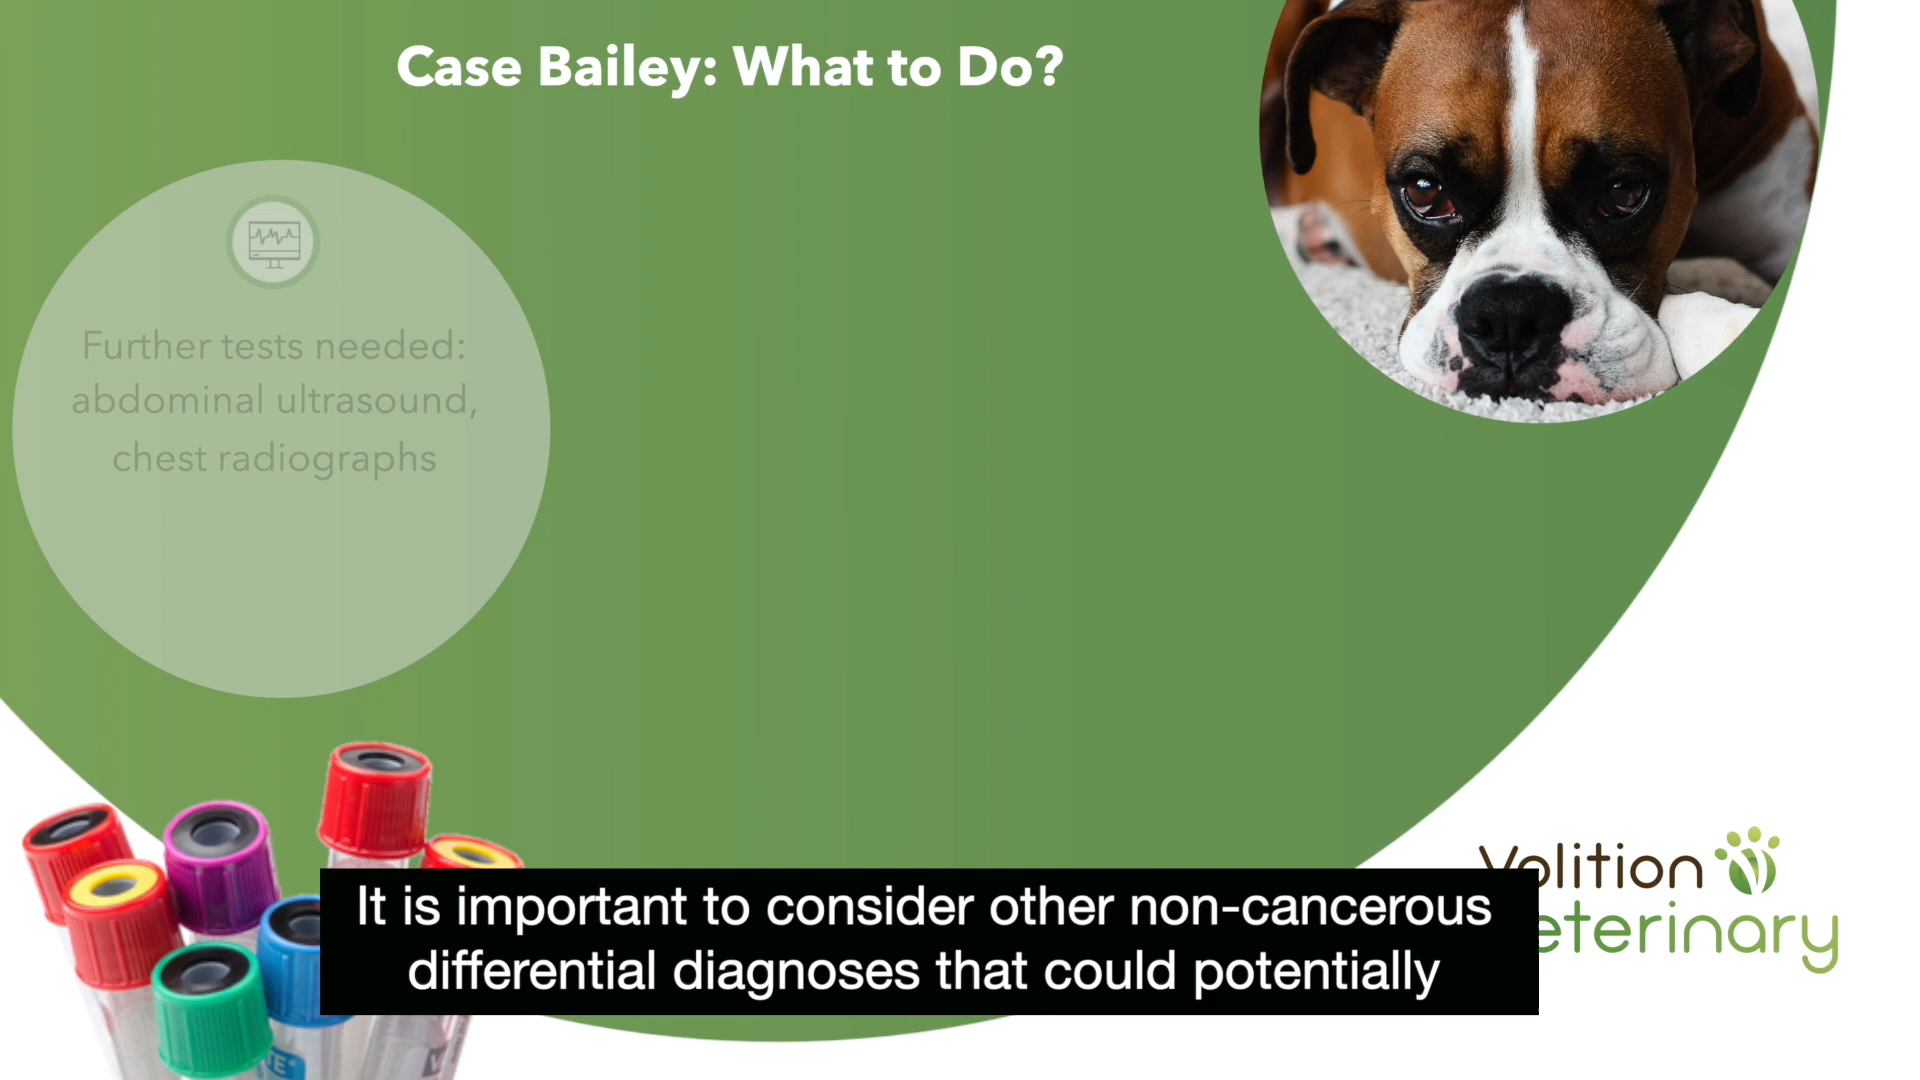 Case Bailey: What to Do?
Further tests needed:
abdominal ultrasound,
chest radiographs
Volition
eterinary
It is important to consider other non-cancerous
differential diagnoses that could potentially